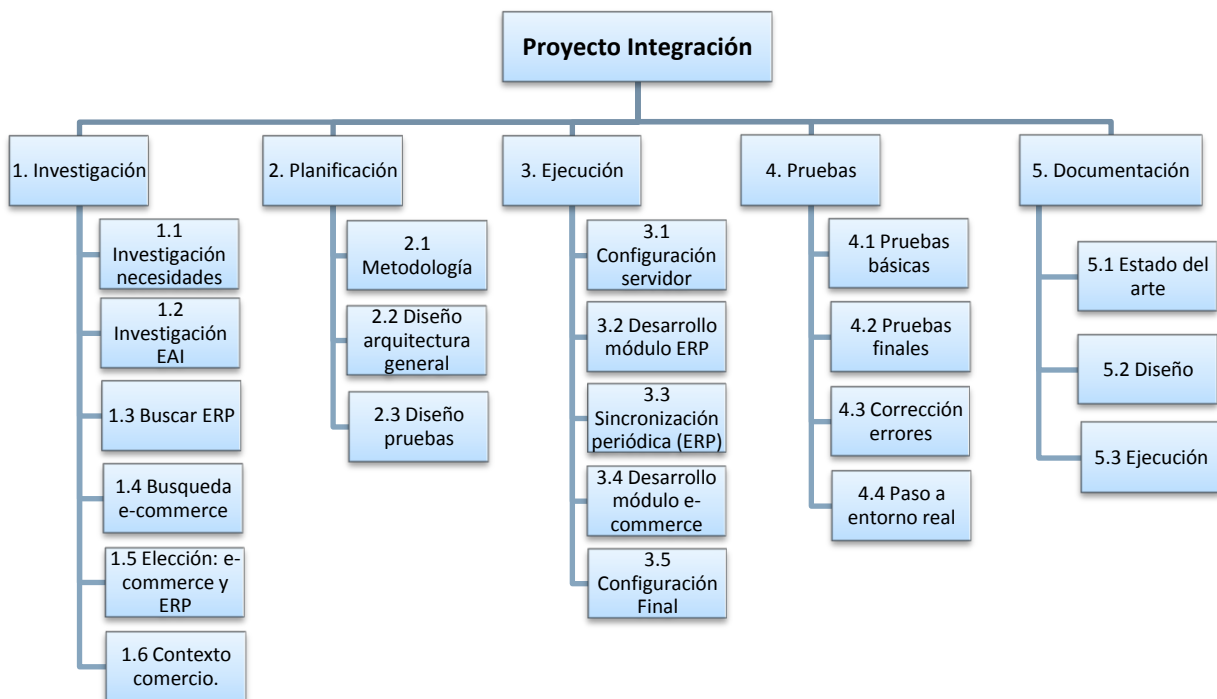 Proyecto Integración
1. Investigación
1.1
Investigación
necesidades
1.2
Investigación
EAI
1.3 Buscar ERP
1.4 Busqueda
e-commerce
1.5 Elección: e-
commerce y
ERP
1.6 Contexto
comercio.
2. Planificación
2.1
Metodología
2.2 Diseño
arquitectura
general
2.3 Diseño
pruebas
3. Ejecución
3.1
Configuración
servidor
3.2 Desarrollo
módulo ERP
3.3
Sincronización
periódica (ERP)
3.4 Desarrollo
módulo e-
commerce
3.5
Configuración
Final
4. Pruebas
4.1 Pruebas
básicas
4.2 Pruebas
finales
4.3 Corrección
errores
4.4 Paso a
entorno real
5. Documentación
5.1 Estado del
arte
5.2 Diseño
5.3 Ejecución